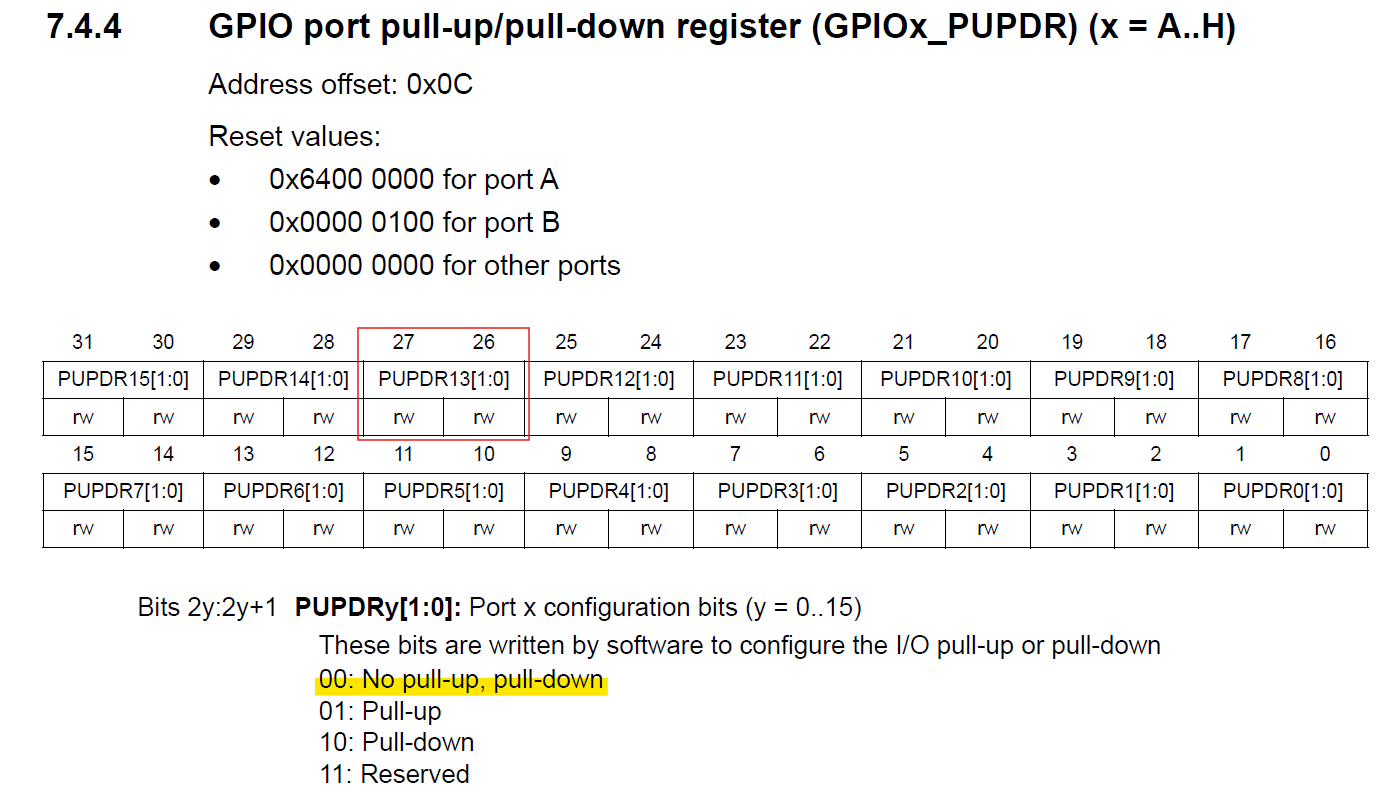 7.4.4 GPIO port pull-up/pull-down register (GPIOx_PUPDR) (x = A..H)
Address offset: 0x0C
Reset values:
• 0x6400 0000 for port A
• 0x0000 0100 for port B
• 0x0000 0000 for other ports
31 30 29 28 27 26 25 24 23 22 21 20 19 18 17 16
PUPDR15[1:0] PUPDR14[1:0] PUPDR13[1:0] PUPDR12[1:0] PUPDR11[1:0] PUPDR10[1:0] PUPDR9[1:0] PUPDR8[1:0]
rw rw rw rw rw rw rw rw rw rw rw rw rw rw rw rw
15 14 13 12 11 10 9 8 7 6 5 4 3 2 1 0
PUPDR7[1:0] PUPDR6[1:0] PUPDR5[1:0] PUPDR4[1:0] PUPDR3[1:0] PUPDR2[1:0] PUPDR1[1:0] PUPDR0[1:0]
rw rw rw rw rw rw rw rw rw rw rw rw rw rw rw rw
Bits 2y:2y+1 PUPDRy[1:0]: Port x configuration bits (y = 0..15)
These bits are written by software to configure the I/O pull-up or pull-down
00: No pull-up, pull-down
01: Pull-up
10: Pull-down
11: Reserved